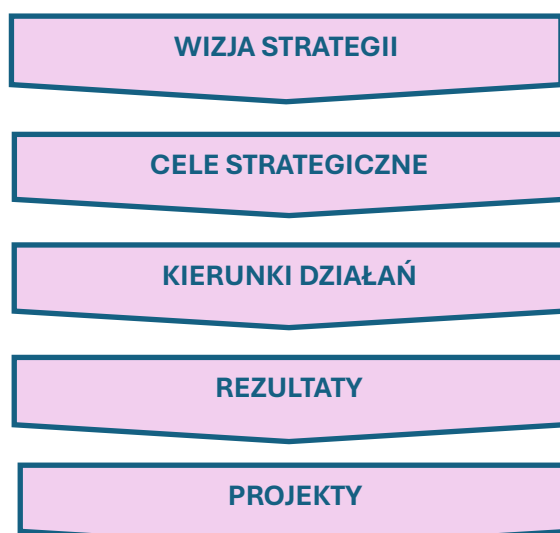 WIZJA STRATEGII
CELE STRATEGICZNE
KIERUNKI DZIAŁAŃ
REZULTATY
PROJEKTY